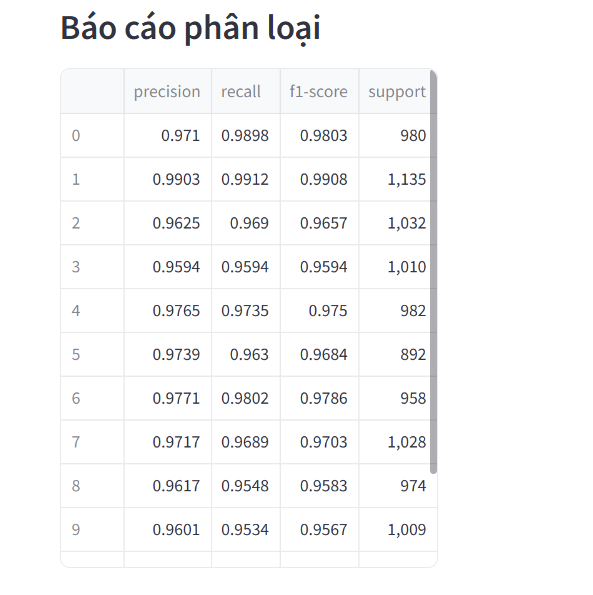 Báo cáo phân loại
precision recall f1-score support
0 0.971 0.9898 0.9803 980
1 0.9903 0.9912 0.9908 1,135
2 0.9625 0.969 0.9657 1,032
3 0.9594 0.9594 0.9594 1,010
4 0.9765 0.9735 0.975 982
5 0.9739 0.963 0.9684 892
6 0.9771 0.9802 0.9786 958
7 0.9717 0.9689 0.9703 1,028
8 0.9617 0.9548 0.9583 974
9 0.9601 0.9534 0.9567 1,009